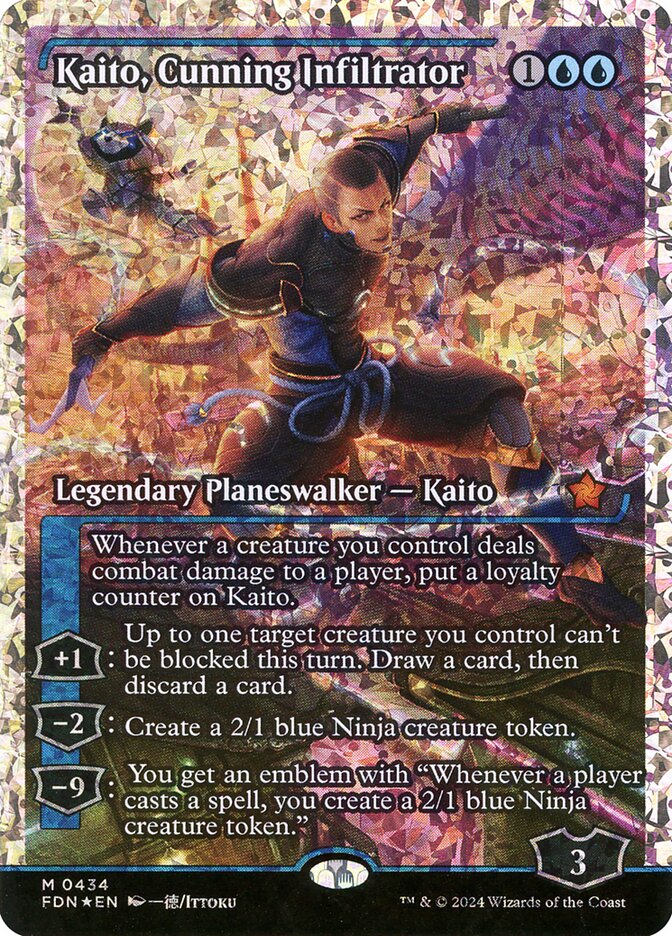 Kaito, Cunning Infiltrator 1
Legendary Planeswalker — Kaito
Whenever a creature you control deals
combat damage to a player, put a loyalty
counter on Kaito.
+1 : Up to one target creature you control can't
be blocked this turn. Draw a card, then
discard a card.
−2 : Create a 2/1 blue Ninja creature token.
−9 : You get an emblem with “Whenever a player
casts a spell, you create a 2/1 blue Ninja
creature token.”
3
M 0434
FDN★EN 一徳/Ittoku
™ & © 2024 Wizards of the Coast